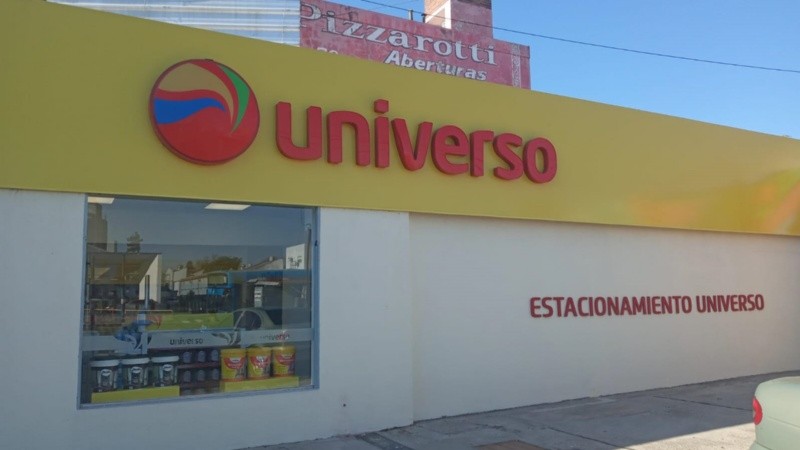 Pizzarotti
Aberturas
universo
ESTACIONAMIENTO UNIVERSO
universo